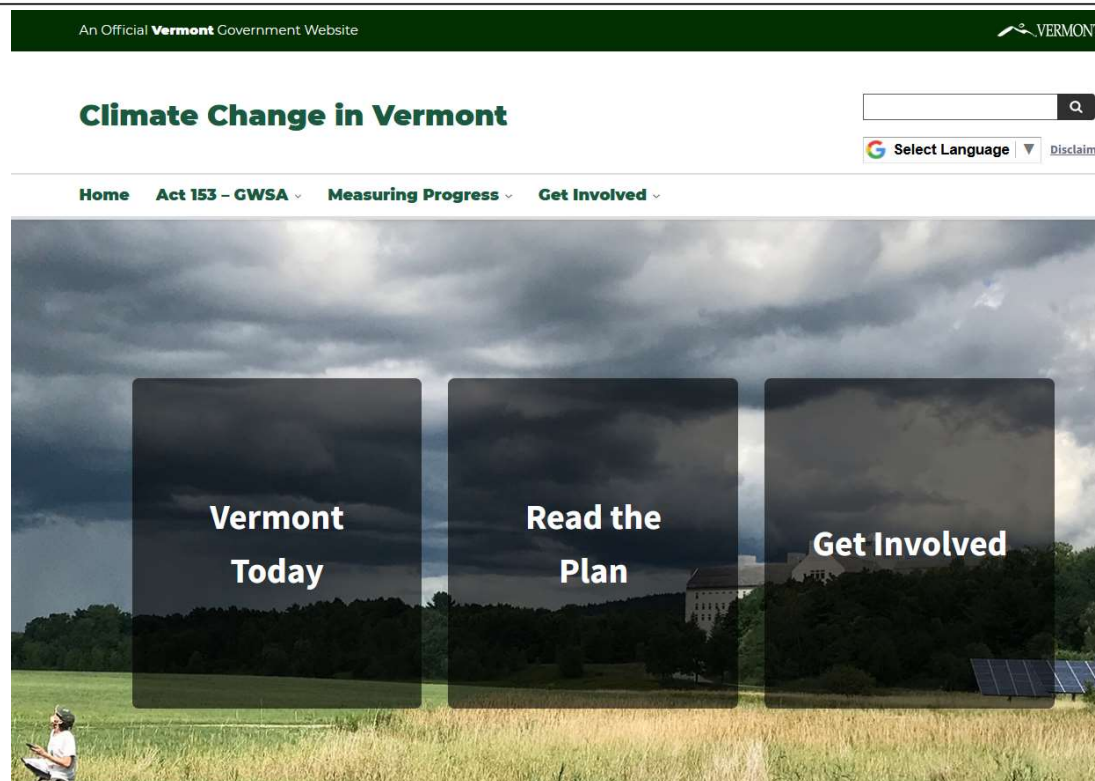 An Official Vermont Government Website
VERMONT
Climate Change in Vermont
Select Language ▼
Disclaim
Home Act 153 – GWSA Measuring Progress Get Involved
Vermont
Today
Read the
Plan
Get Involved